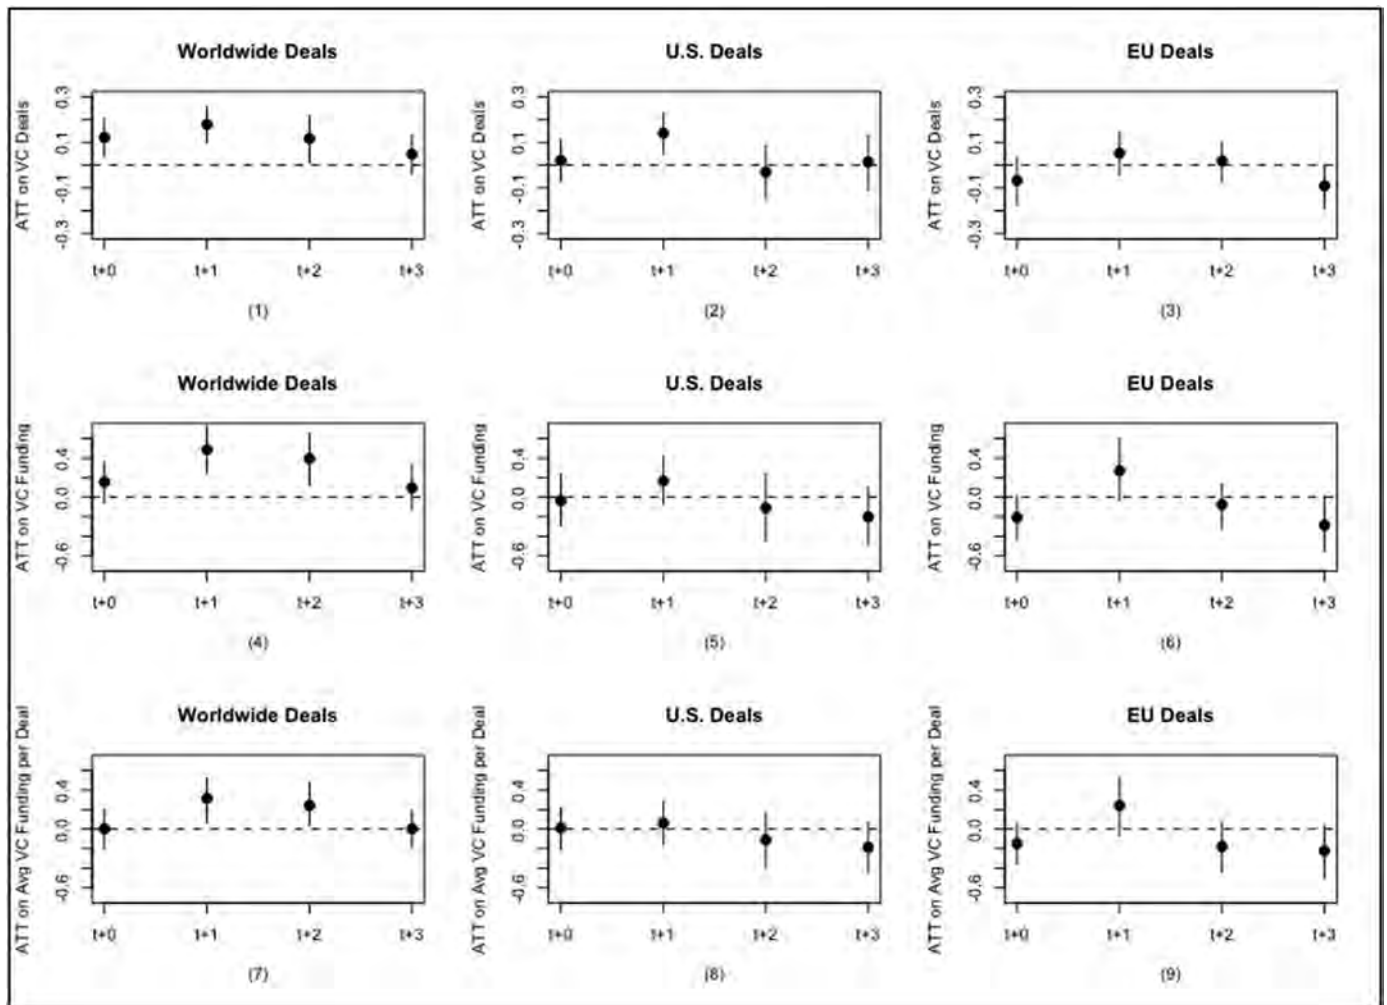 Worldwide Deals
ATT on VC Deals
0.3
0.1
-0.1
-0.3
t+0 t+1 t+2 t+3
(1)
U.S. Deals
ATT on VC Deals
0.3
0.1
-0.1
-0.3
t+0 t+1 t+2 t+3
(2)
EU Deals
ATT on VC Deals
0.3
0.1
-0.1
-0.3
t+0 t+1 t+2 t+3
(3)
Worldwide Deals
ATT on VC Funding
0.4
0.0
-0.6
t+0 t+1 t+2 t+3
(4)
U.S. Deals
ATT on VC Funding
0.4
0.0
-0.6
t+0 t+1 t+2 t+3
(5)
EU Deals
ATT on VC Funding
0.4
0.0
-0.6
t+0 t+1 t+2 t+3
(6)
Worldwide Deals
ATT on Avg VC Funding per Deal
0.4
0.0
-0.6
t+0 t+1 t+2 t+3
(7)
U.S. Deals
ATT on Avg VC Funding per Deal
0.4
0.0
-0.6
t+0 t+1 t+2 t+3
(8)
EU Deals
ATT on Avg VC Funding per Deal
0.4
0.0
-0.6
t+0 t+1 t+2 t+3
(9)